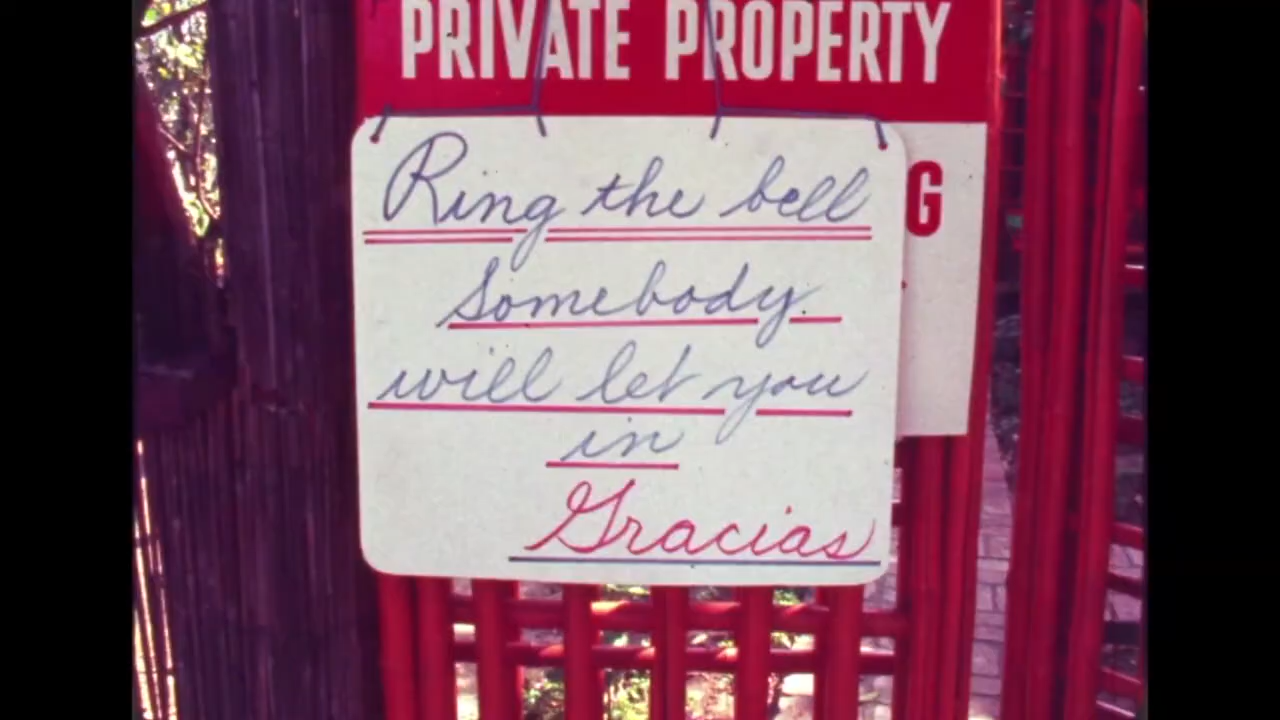 PRIVATE PROPERTY
G
Ring the bell
Somebody
will let you
in
Gracias